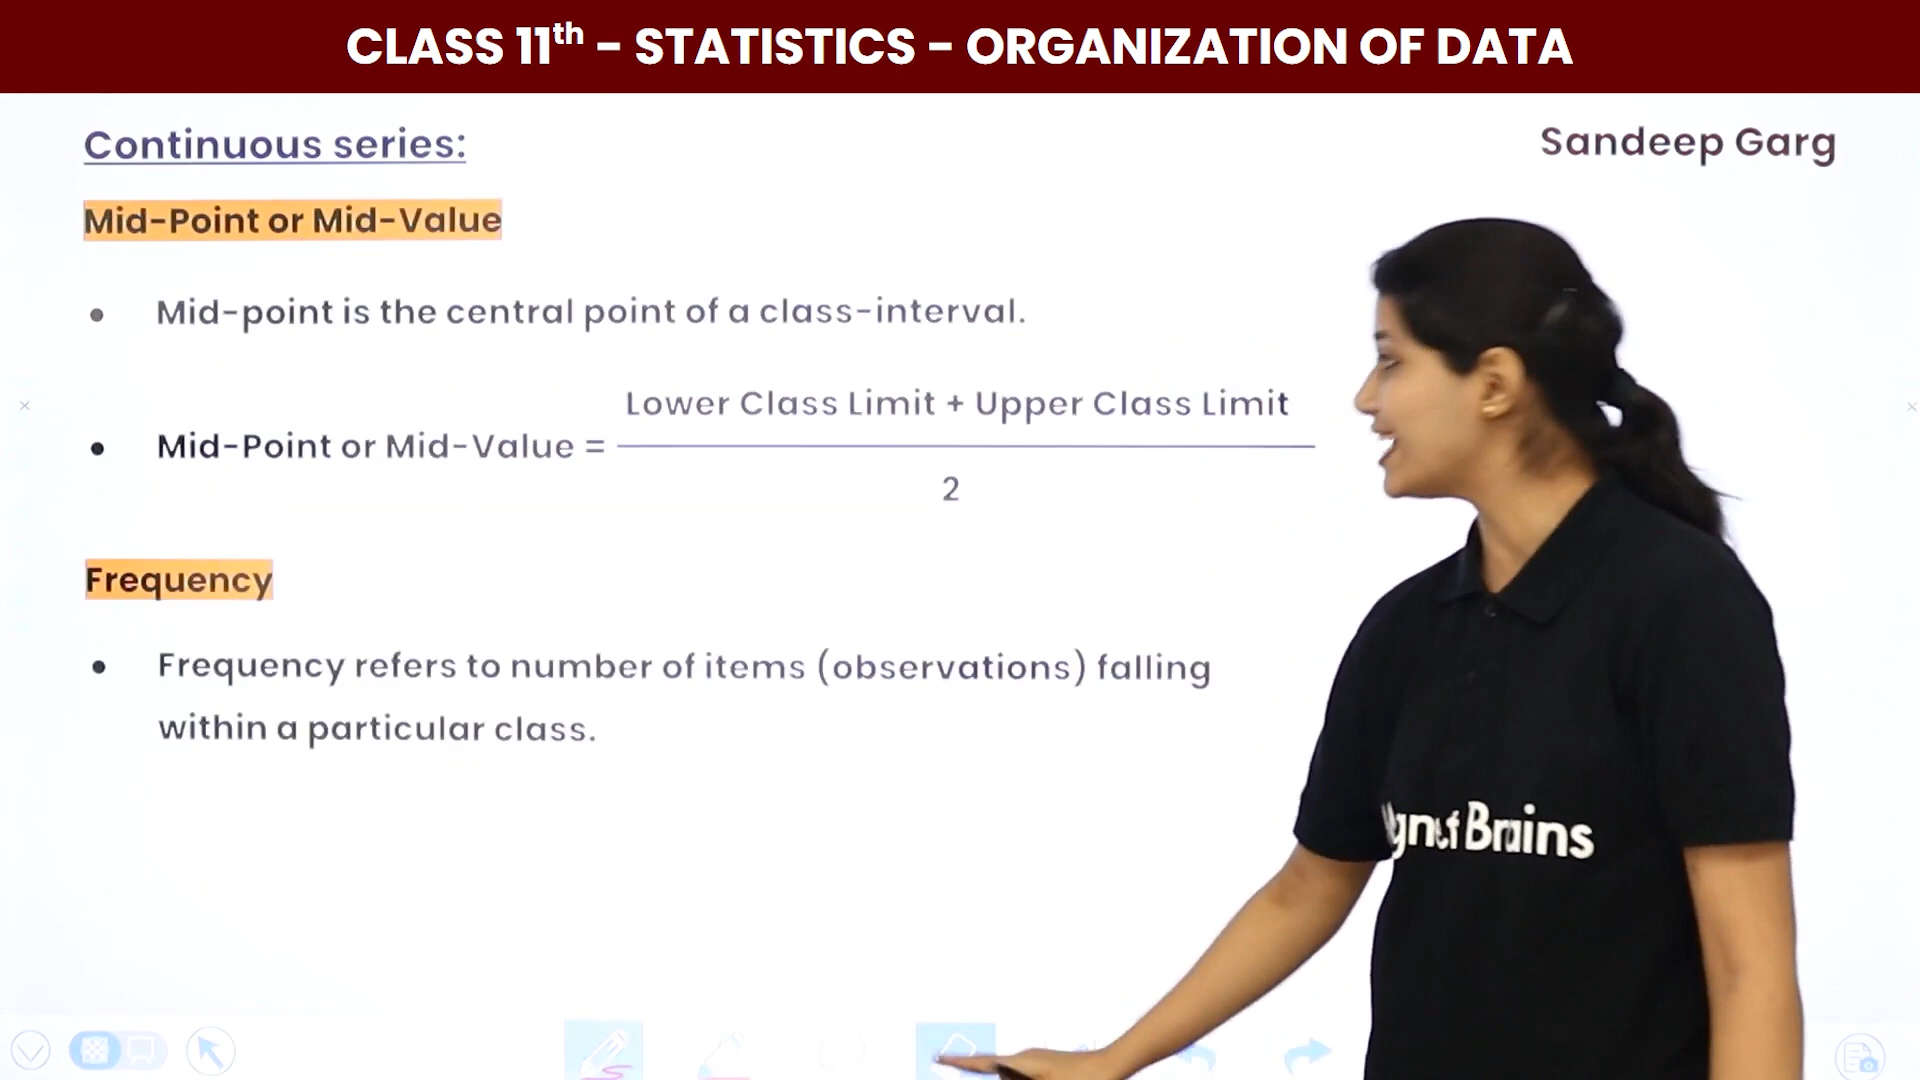 CLASS 11th - STATISTICS - ORGANIZATION OF DATA
Continuous series:
Sandeep Garg
Mid-Point or Mid-Value
• Mid-point is the central point of a class-interval.
Lower Class Limit + Upper Class Limit
• Mid-Point or Mid-Value =
2
Frequency
• Frequency refers to number of items (observations) falling
within a particular class.
Brains